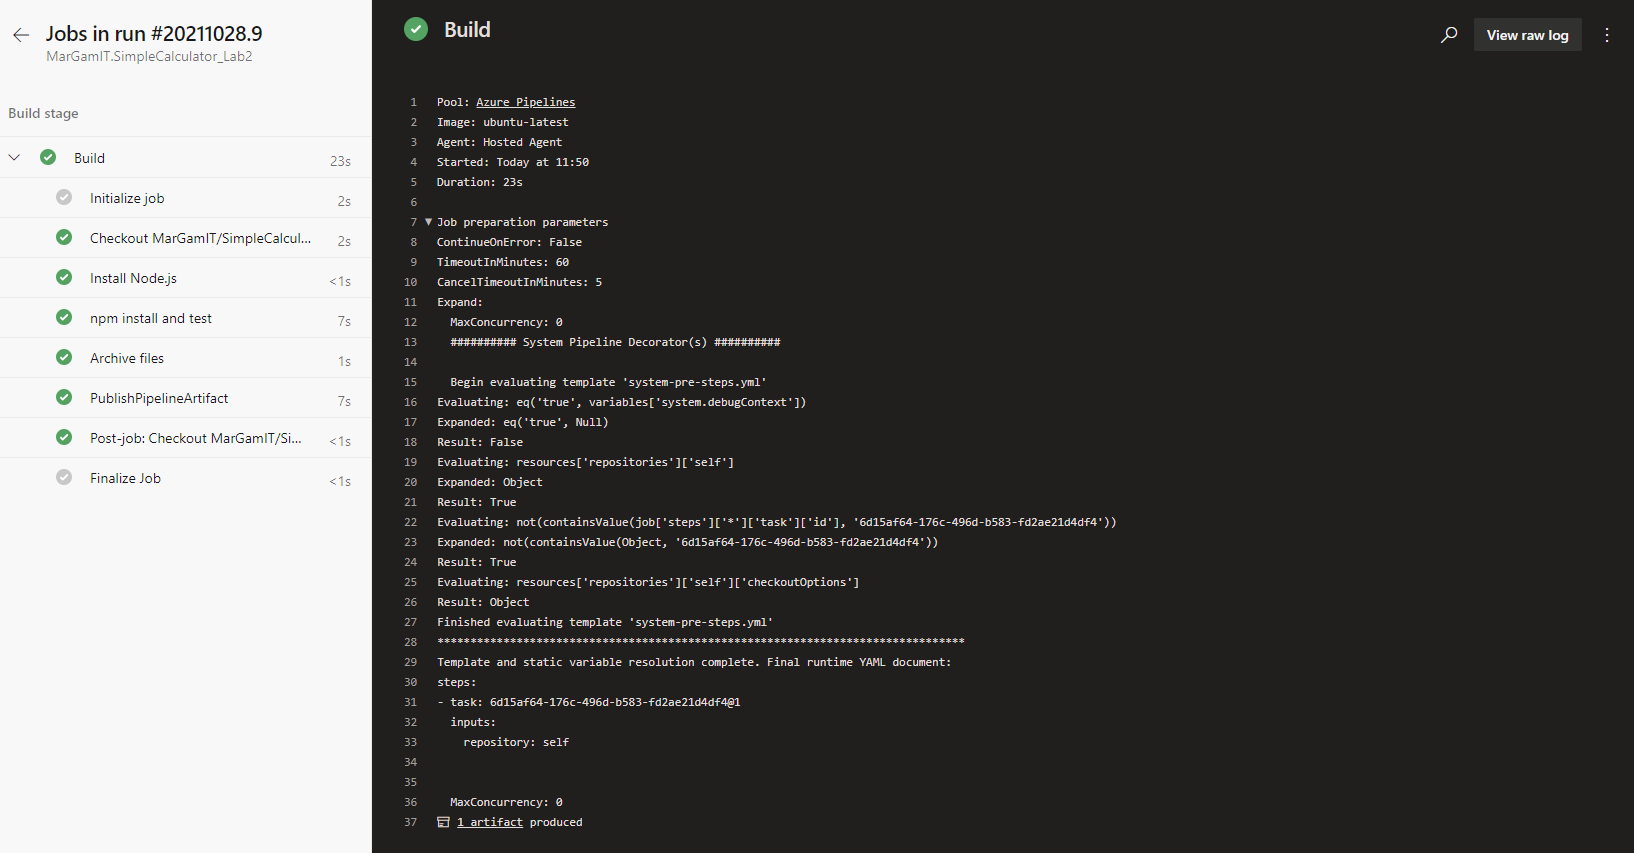 Jobs in run #20211028.9
MarGamIT.SimpleCalculator_Lab2
Build stage
Build 23s
Initialize job 2s
Checkout MarGamIT/SimpleCalcul... 2s
Install Node.js <1s
npm install and test 7s
Archive files 1s
PublishPipelineArtifact 7s
Post-job: Checkout MarGamIT/Si... <1s
Finalize Job <1s
Build
View raw log
1 Pool: Azure Pipelines
2 Image: ubuntu-latest
3 Agent: Hosted Agent
4 Started: Today at 11:50
5 Duration: 23s
6
7 Job preparation parameters
8 ContinueOnError: False
9 TimeoutInMinutes: 60
10 CancelTimeoutInMinutes: 5
11 Expand:
12 MaxConcurrency: 0
13 ########## System Pipeline Decorator(s) ##########
14
15 Begin evaluating template 'system-pre-steps.yml'
16 Evaluating: eq('true', variables['system.debugContext'])
17 Expanded: eq('true', Null)
18 Result: False
19 Evaluating: resources['repositories']['self']
20 Expanded: Object
21 Result: True
22 Evaluating: not(containsValue(job['steps']['*']['task']['id'], '6d15af64-176c-496d-b583-fd2ae21d4df4'))
23 Expanded: not(containsValue(Object, '6d15af64-176c-496d-b583-fd2ae21d4df4'))
24 Result: True
25 Evaluating: resources['repositories']['self']['checkoutOptions']
26 Result: Object
27 Finished evaluating template 'system-pre-steps.yml'
28 ********************************************************************************
29 Template and static variable resolution complete. Final runtime YAML document:
30 steps:
31 - task: 6d15af64-176c-496d-b583-fd2ae21d4df4@1
32 inputs:
33 repository: self
34
35
36 MaxConcurrency: 0
37 1 artifact produced